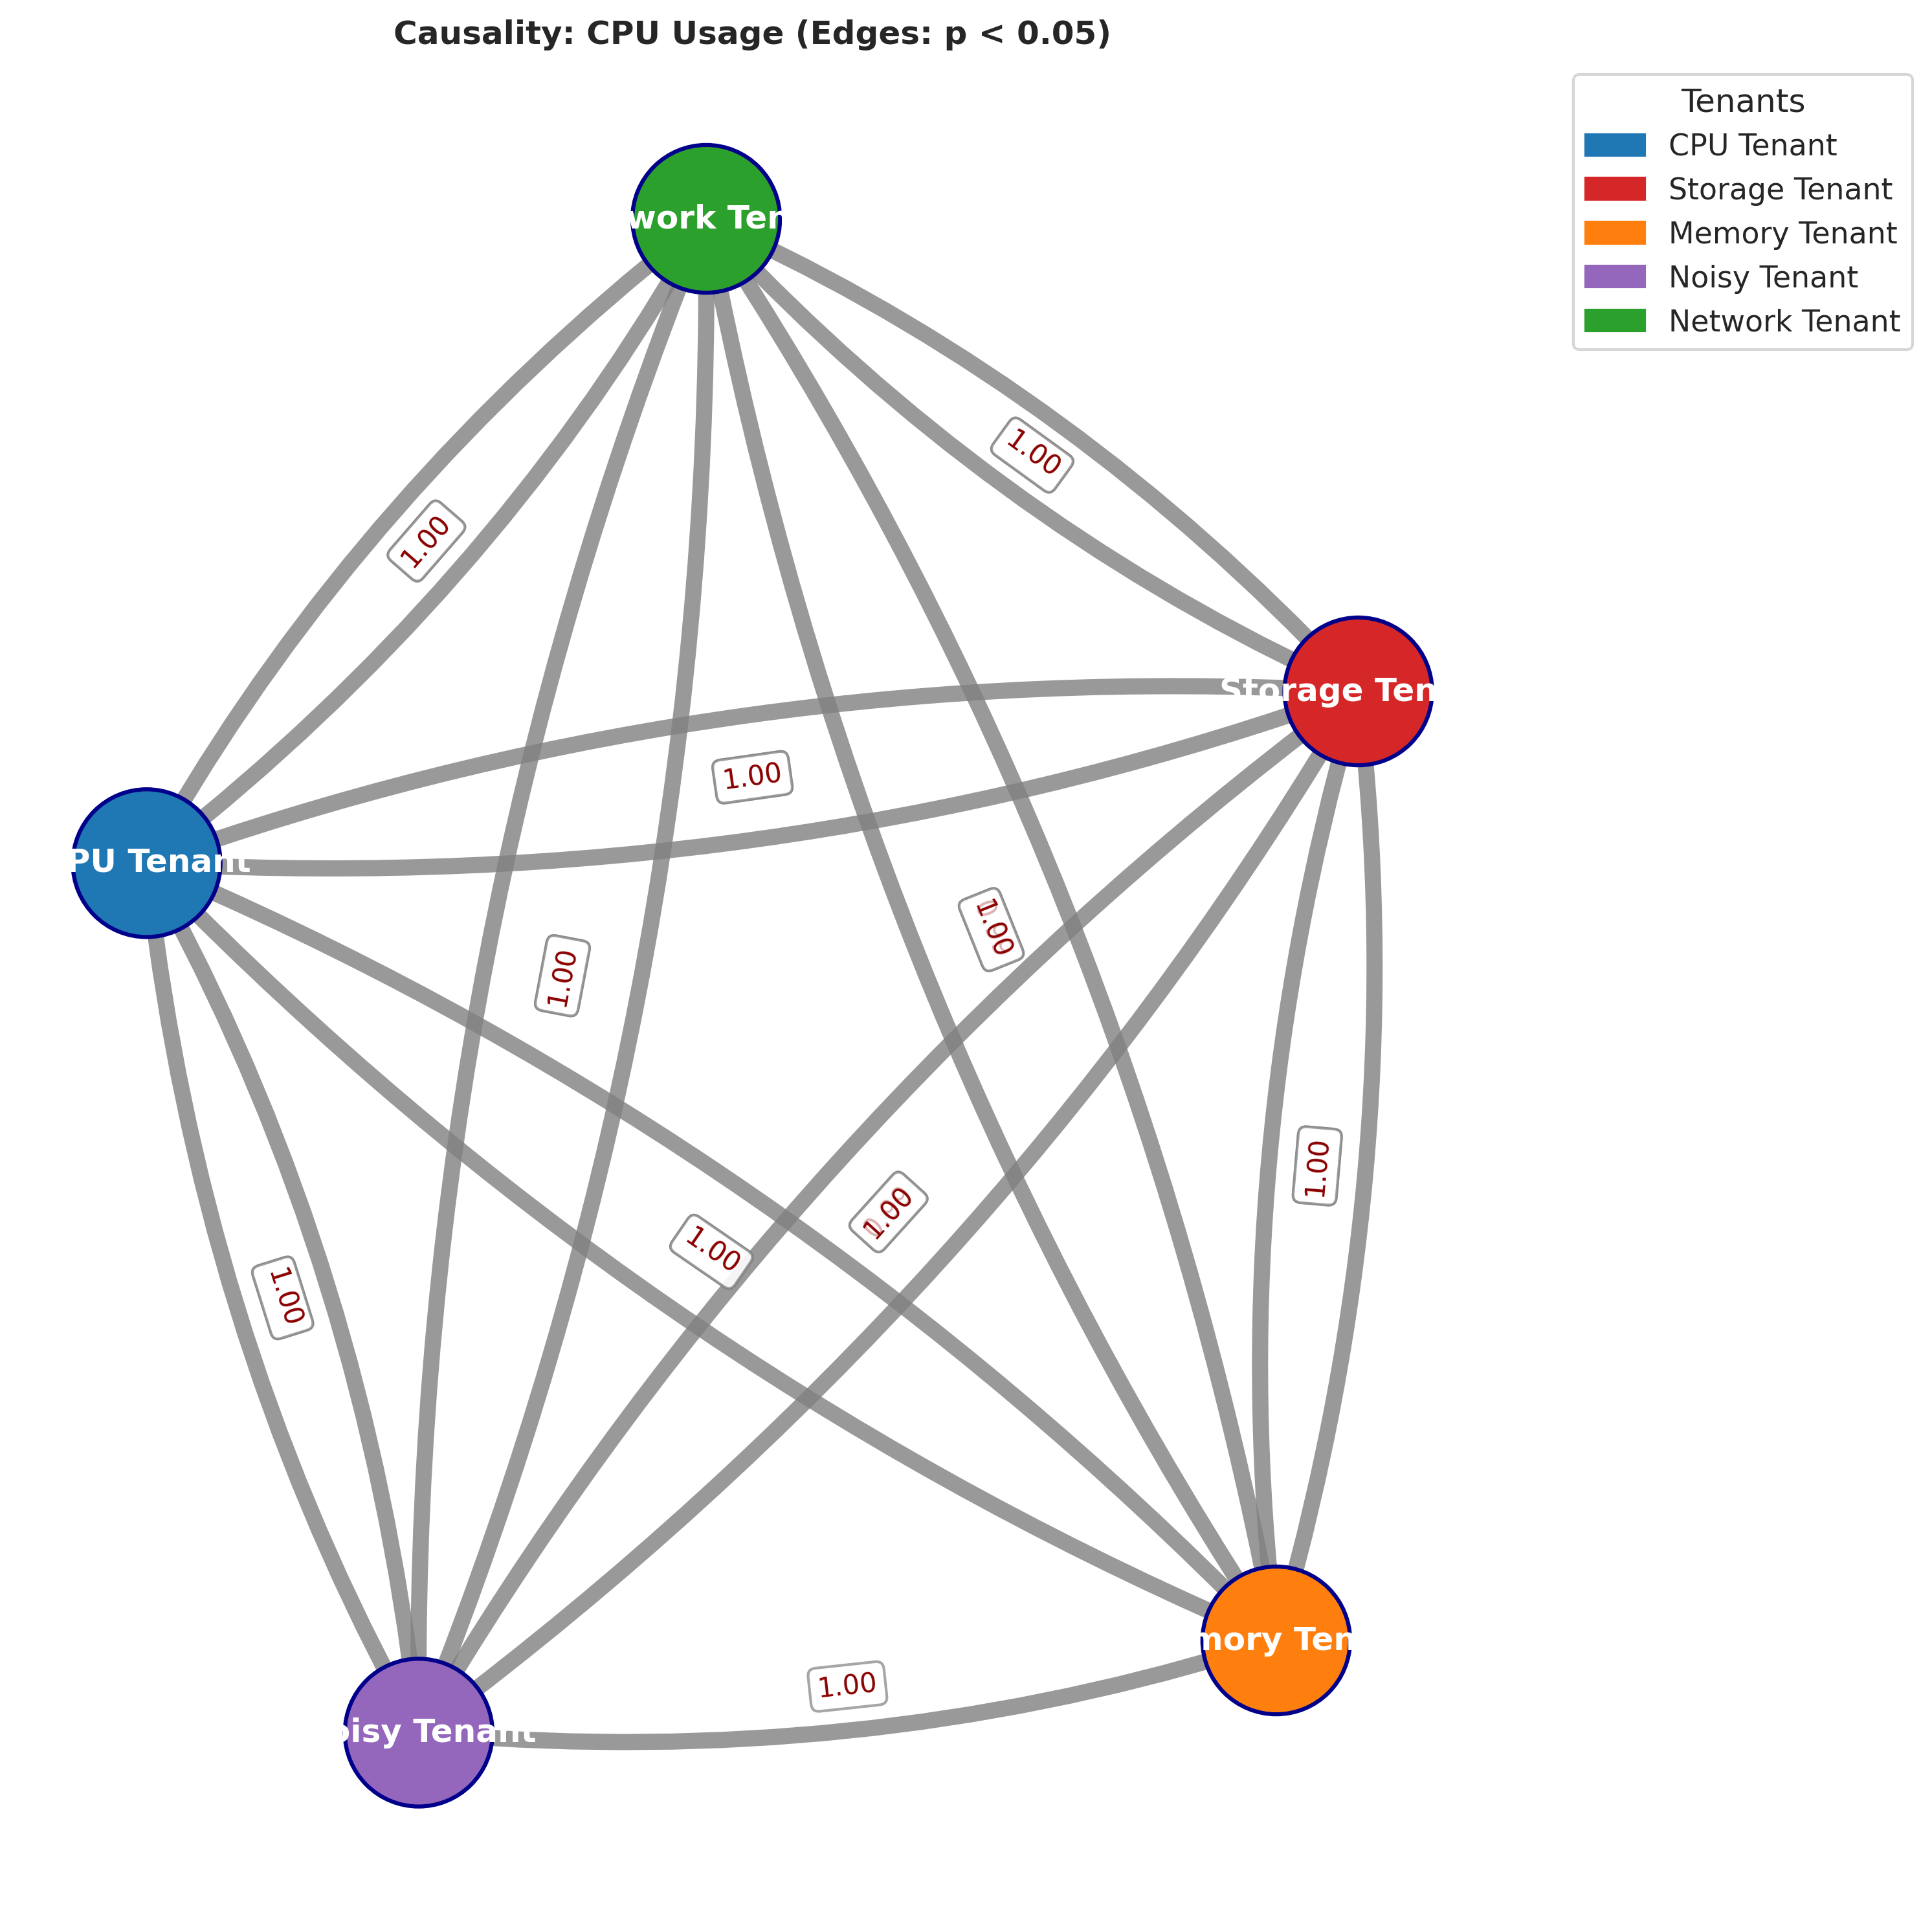 Causality: CPU Usage (Edges: p < 0.05)
Tenants
CPU Tenant
Storage Tenant
Memory Tenant
Noisy Tenant
Network Tenant
work Ten
1.00
1.00
Storage Ten
1.00
PU Tenant
1.00
1.00
1.00
1.00
1.00
1.00
1.00
mory Ten
1.00
oisy Tenant